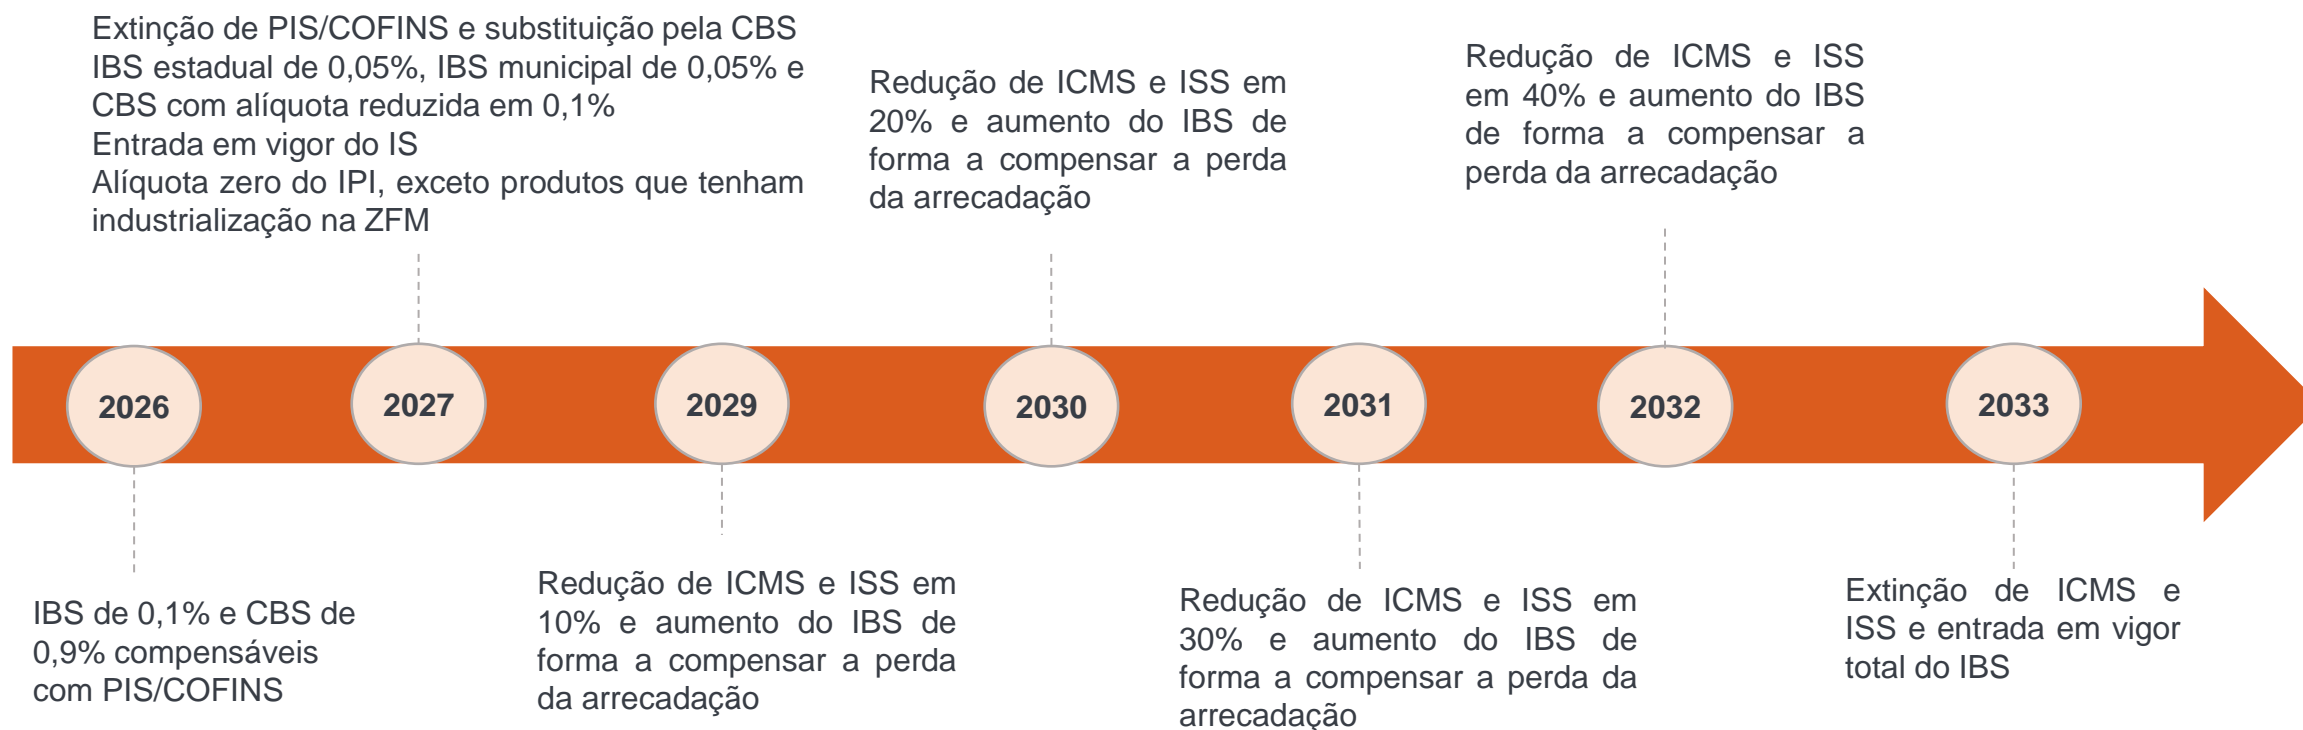 Extinção de PIS/COFINS e substituição pela CBS
IBS estadual de 0,05%, IBS municipal de 0,05% e
CBS com alíquota reduzida em 0,1%
Entrada em vigor do IS
Alíquota zero do IPI, exceto produtos que tenham
industrialização na ZFM
Redução de ICMS e ISS em
20% e aumento do IBS de
forma a compensar a perda
da arrecadação
Redução de ICMS e ISS
em 40% e aumento do IBS
de forma a compensar a
perda da arrecadação
2026
2027
2029
2030
2031
2032
2033
IBS de 0,1% e CBS de
0,9% compensáveis
com PIS/COFINS
Redução de ICMS e ISS em
10% e aumento do IBS de
forma a compensar a perda
da arrecadação
Redução de ICMS e ISS em
30% e aumento do IBS de
forma a compensar a perda da
arrecadação
Extinção de ICMS e
ISS e entrada em vigor
total do IBS